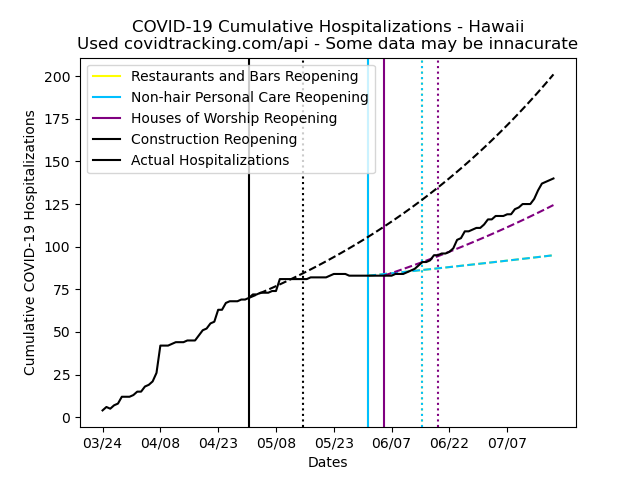 COVID-19 Cumulative Hospitalizations - Hawaii
Used covidtracking.com/api - Some data may be innacurate
Restaurants and Bars Reopening
Non-hair Personal Care Reopening
Houses of Worship Reopening
Construction Reopening
Actual Hospitalizations
Cumulative COVID-19 Hospitalizations
200
175
150
125
100
75
50
25
0
03/24 04/08 04/23 05/08 05/23 06/07 06/22 07/07
Dates